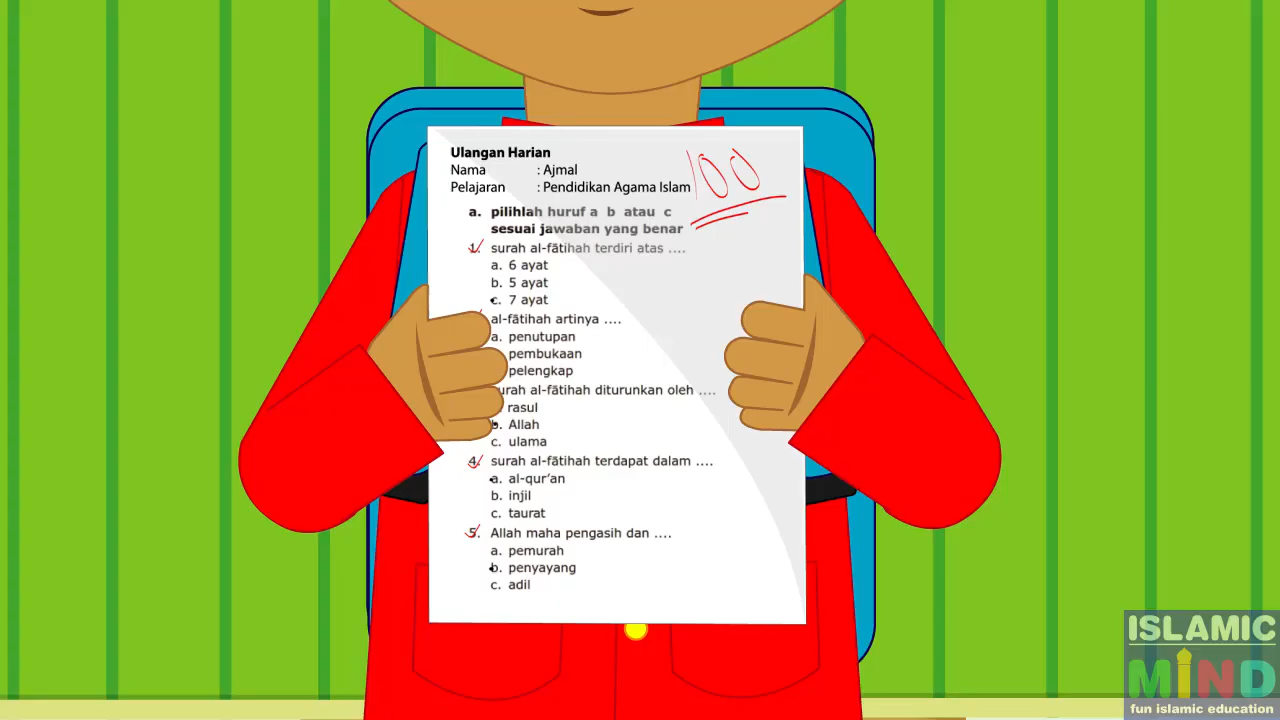 Ulangan Harian
Nama : Ajmal
Pelajaran : Pendidikan Agama Islam
100
a. pilihlah huruf a b atau c
sesuai jawaban yang benar
1. surah al-fātihah terdiri atas ....
a. 6 ayat
b. 5 ayat
c. 7 ayat
al-fātihah artinya ....
a. penutupan
pembukaan
pelengkap
surah al-fātihah diturunkan oleh ....
rasul
b. Allah
c. ulama
4. surah al-fātihah terdapat dalam ....
a. al-qur’an
b. injil
c. taurat
5. Allah maha pengasih dan ....
a. pemurah
b. penyayang
c. adil
ISLAMIC
MIND
fun islamic education